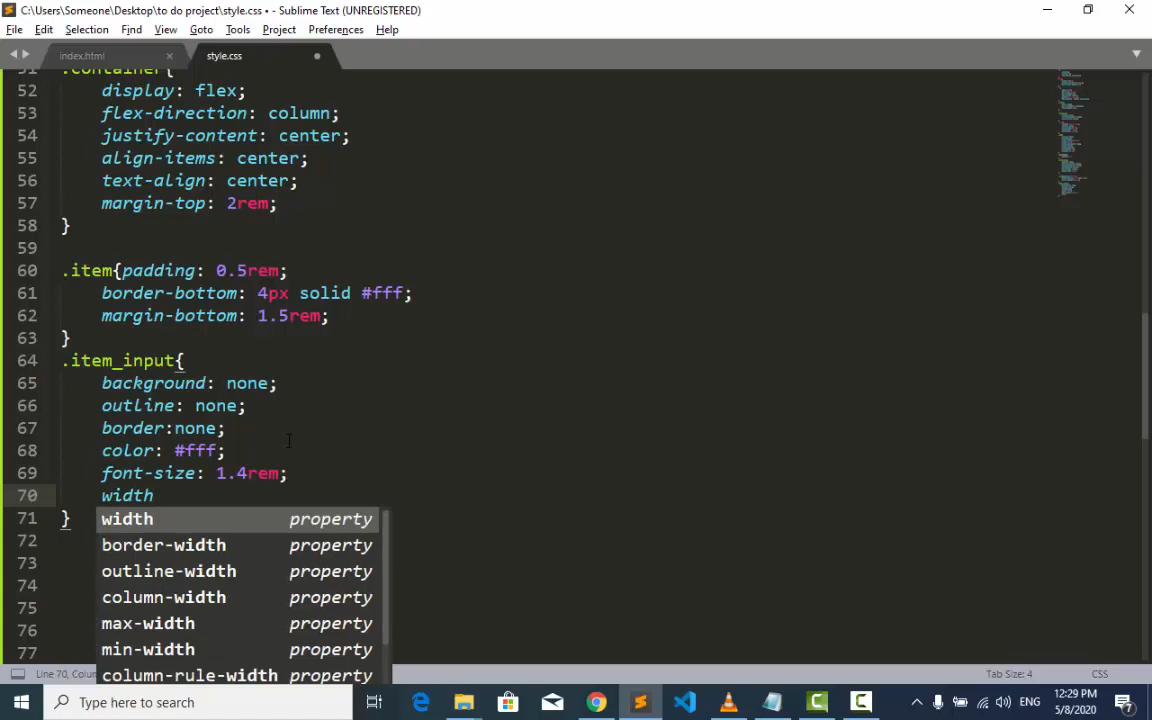 C:\Users\Someone\Desktop\to do project\style.css • - Sublime Text (UNREGISTERED)
File Edit Selection Find View Goto Tools Project Preferences Help
index.html × style.css
51 .container{
52 display: flex;
53 flex-direction: column;
54 justify-content: center;
55 align-items: center;
56 text-align: center;
57 margin-top: 2rem;
58 }
59
60 .item{padding: 0.5rem;
61 border-bottom: 4px solid #fff;
62 margin-bottom: 1.5rem;
63 }
64 .item_input{
65 background: none;
66 outline: none;
67 border:none;
68 color: #fff;
69 font-size: 1.4rem;
70 width
71 }
width property
72
border-width property
73
outline-width property
74
column-width property
75
max-width property
76
min-width property
77
column-rule-width property
Line 70, Colum
Tab Size: 4 CSS
Type here to search
ENG
12:29 PM
5/8/2020
7